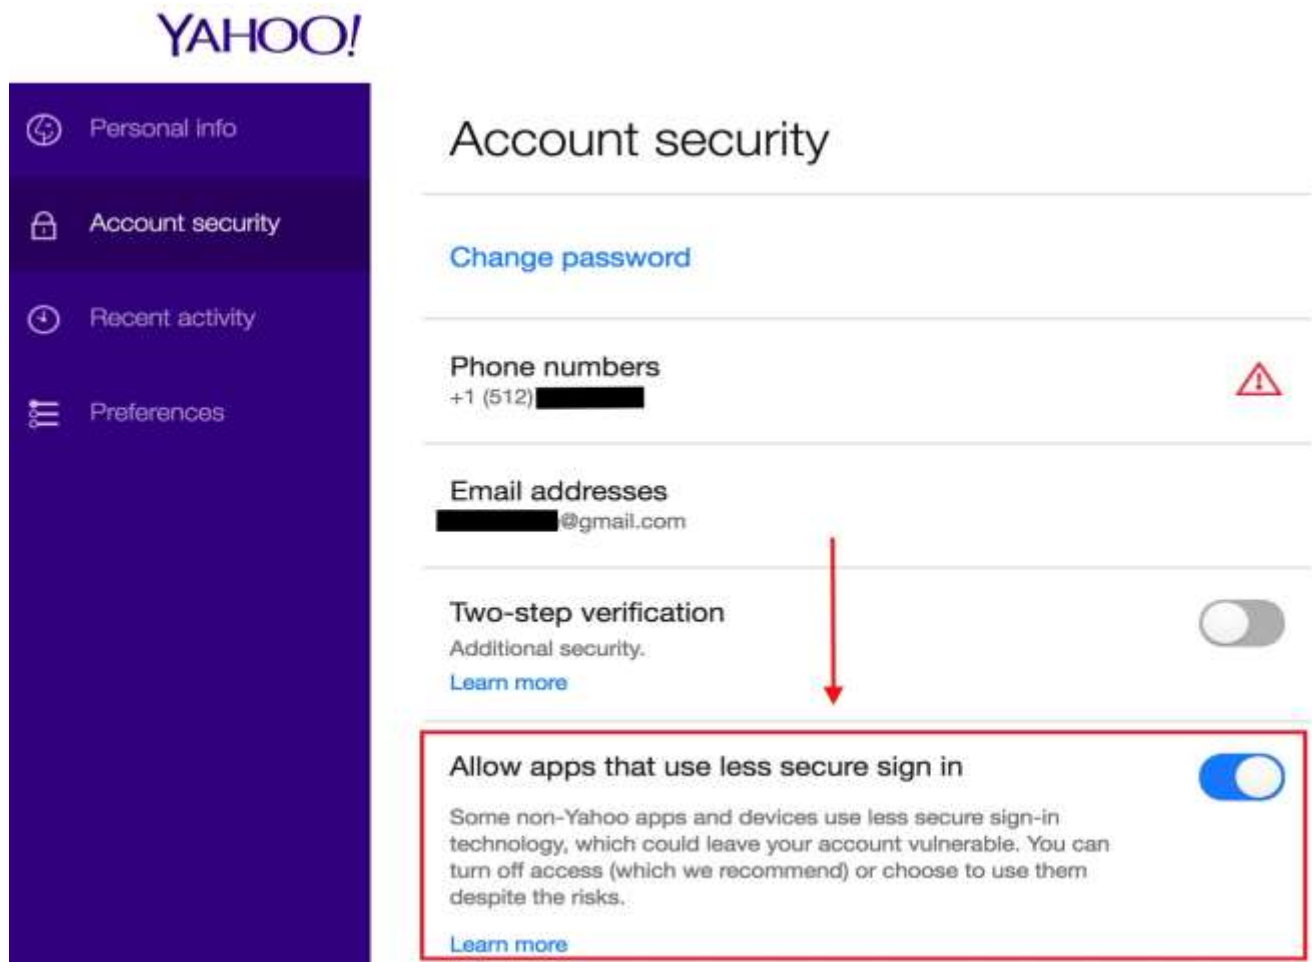 YAHOO!
Personal info
Account security
Recent activity
Preferences
Account security
Change password
Phone numbers
+1 (512)
Email addresses
@gmail.com
Two-step verification
Additional security.
Learn more
Allow apps that use less secure sign in
Some non-Yahoo apps and devices use less secure sign-in
technology, which could leave your account vulnerable. You can
turn off access (which we recommend) or choose to use them
despite the risks.
Learn more